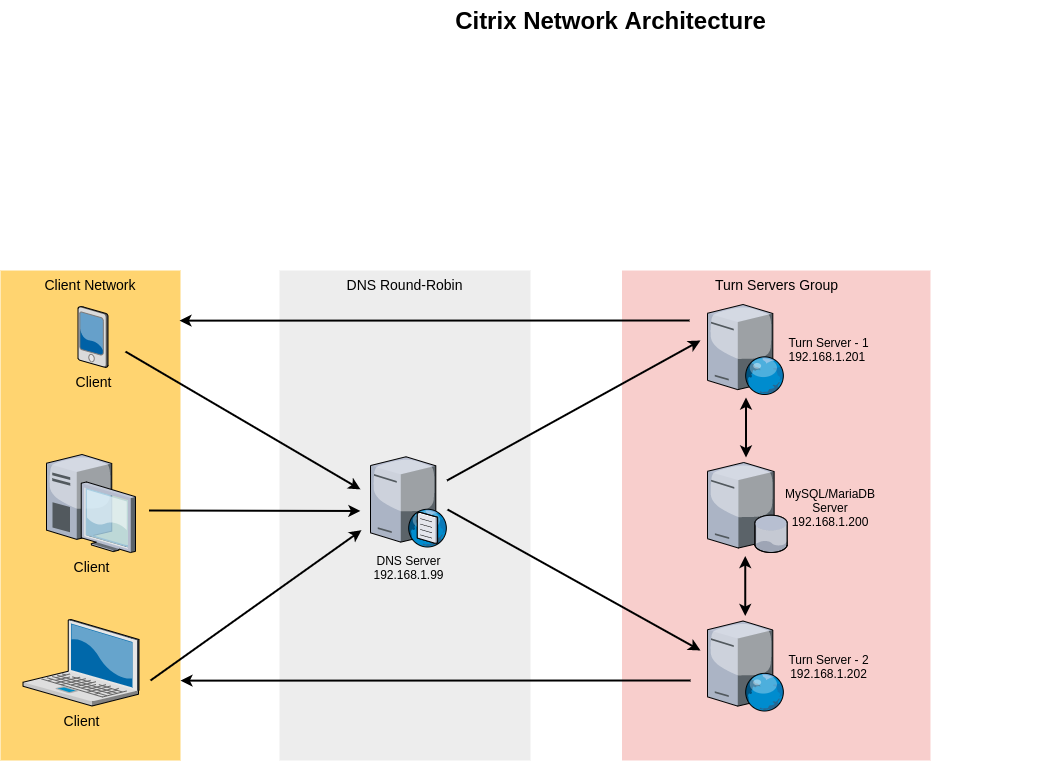 Citrix Network Architecture
Client Network
Client
Client
Client
DNS Round-Robin
DNS Server
192.168.1.99
Turn Servers Group
Turn Server - 1
192.168.1.201
MySQL/MariaDB
Server
192.168.1.200
Turn Server - 2
192.168.1.202